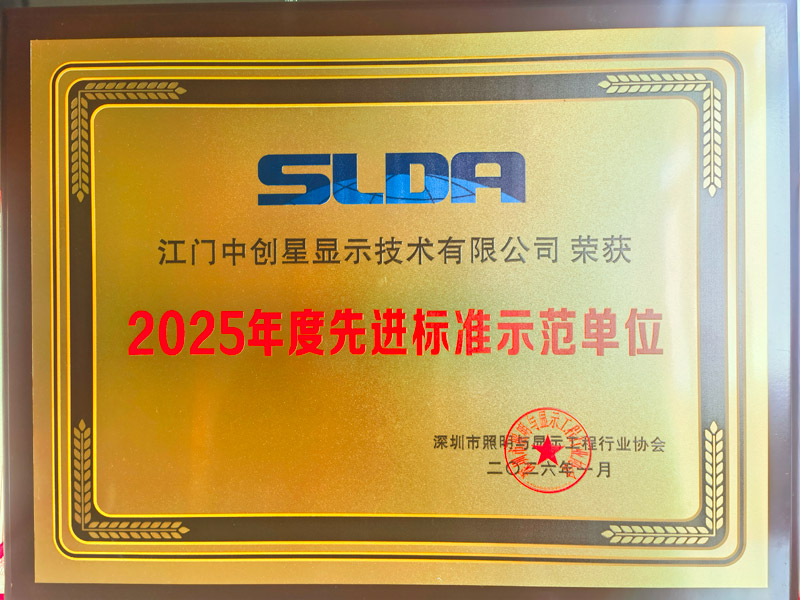 SLDA
江门中创星显示技术有限公司 荣获
2025年度先进标准示范单位
深圳市照明与显示工程行业协会
二〇二六年一月